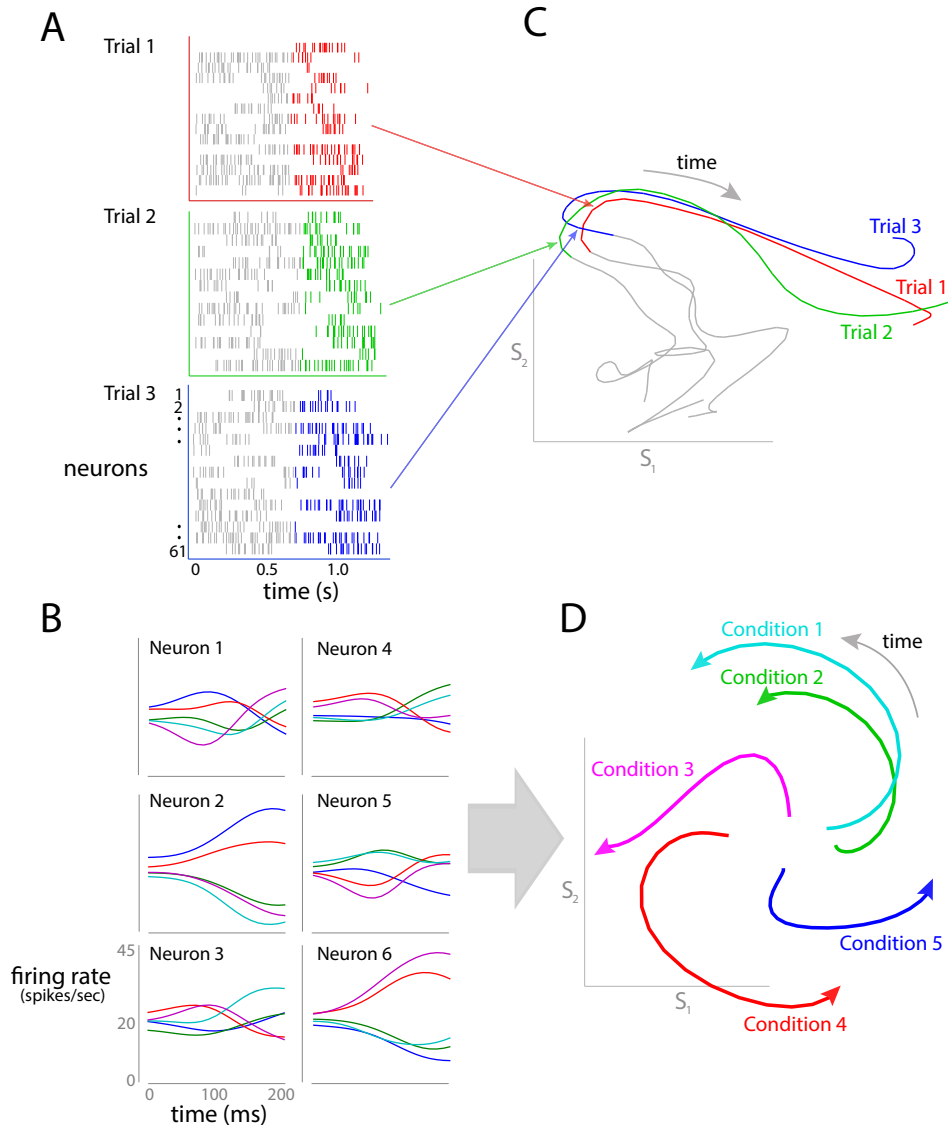 A
Trial 1
Trial 2
Trial 3
1
2
61
neurons
0 0.5 1.0
time (s)
C
time
Trial 3
Trial 1
Trial 2
S2
S1
B
Neuron 1
Neuron 4
Neuron 2
Neuron 5
Neuron 3
Neuron 6
45
firing rate
(spikes/sec)
20
0
0 100 200
time (ms)
D
Condition 1
time
Condition 2
Condition 3
S2
Condition 5
S1
Condition 4